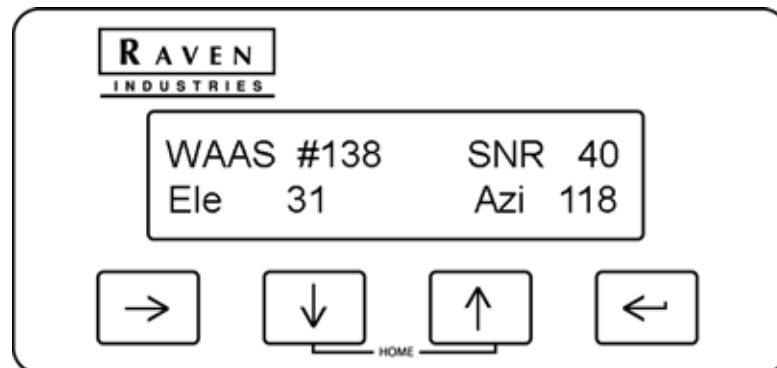 RAVEN
INDUSTRIES
WAAS #138 SNR 40
Ele 31 Azi 118
HOME